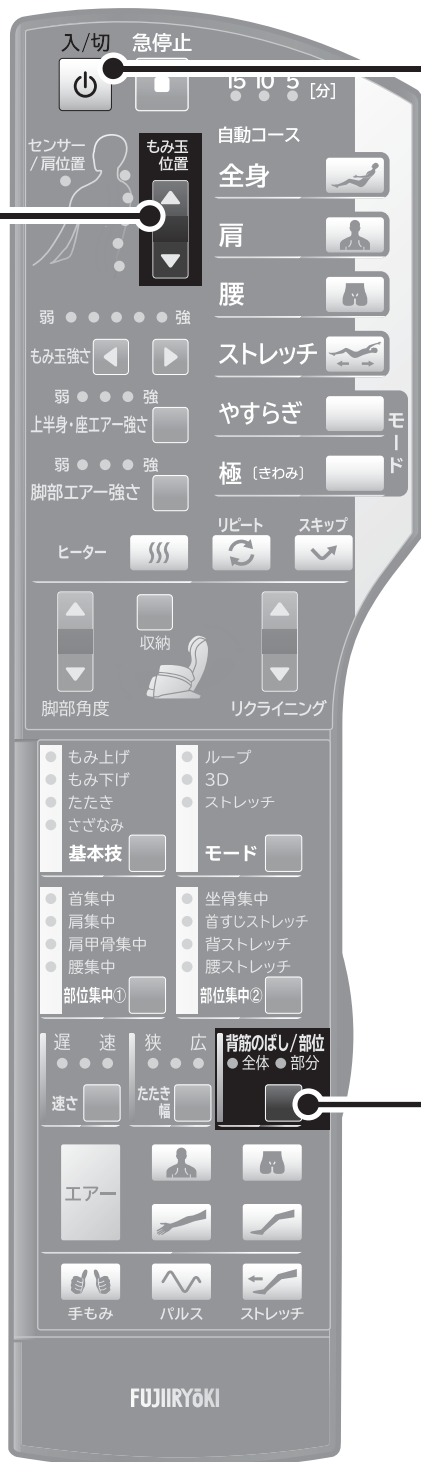 入/切 急停止
15 10 5 [分]
センサー
/肩位置
もみ玉
位置
自動コース
全身
肩
腰
ストレッチ
やすらぎ
極 [きわみ]
モード
弱 強
もみ玉強さ
弱 強
上半身・座エアー強さ
弱 強
脚部エアー強さ
ヒーター リピート スキップ
収納
脚部角度 リクライニング
もみ上げ
もみ下げ
たたき
さざなみ
基本技
ループ
3D
ストレッチ
モード
首集中
肩集中
肩甲骨集中
腰集中
部位集中①
坐骨集中
首すじストレッチ
背ストレッチ
腰ストレッチ
部位集中②
遅 速
速さ
狭 広
たたき
幅
背筋のばし/部位
全体 部分
エアー
手もみ パルス ストレッチ
FUJIIRYōKI